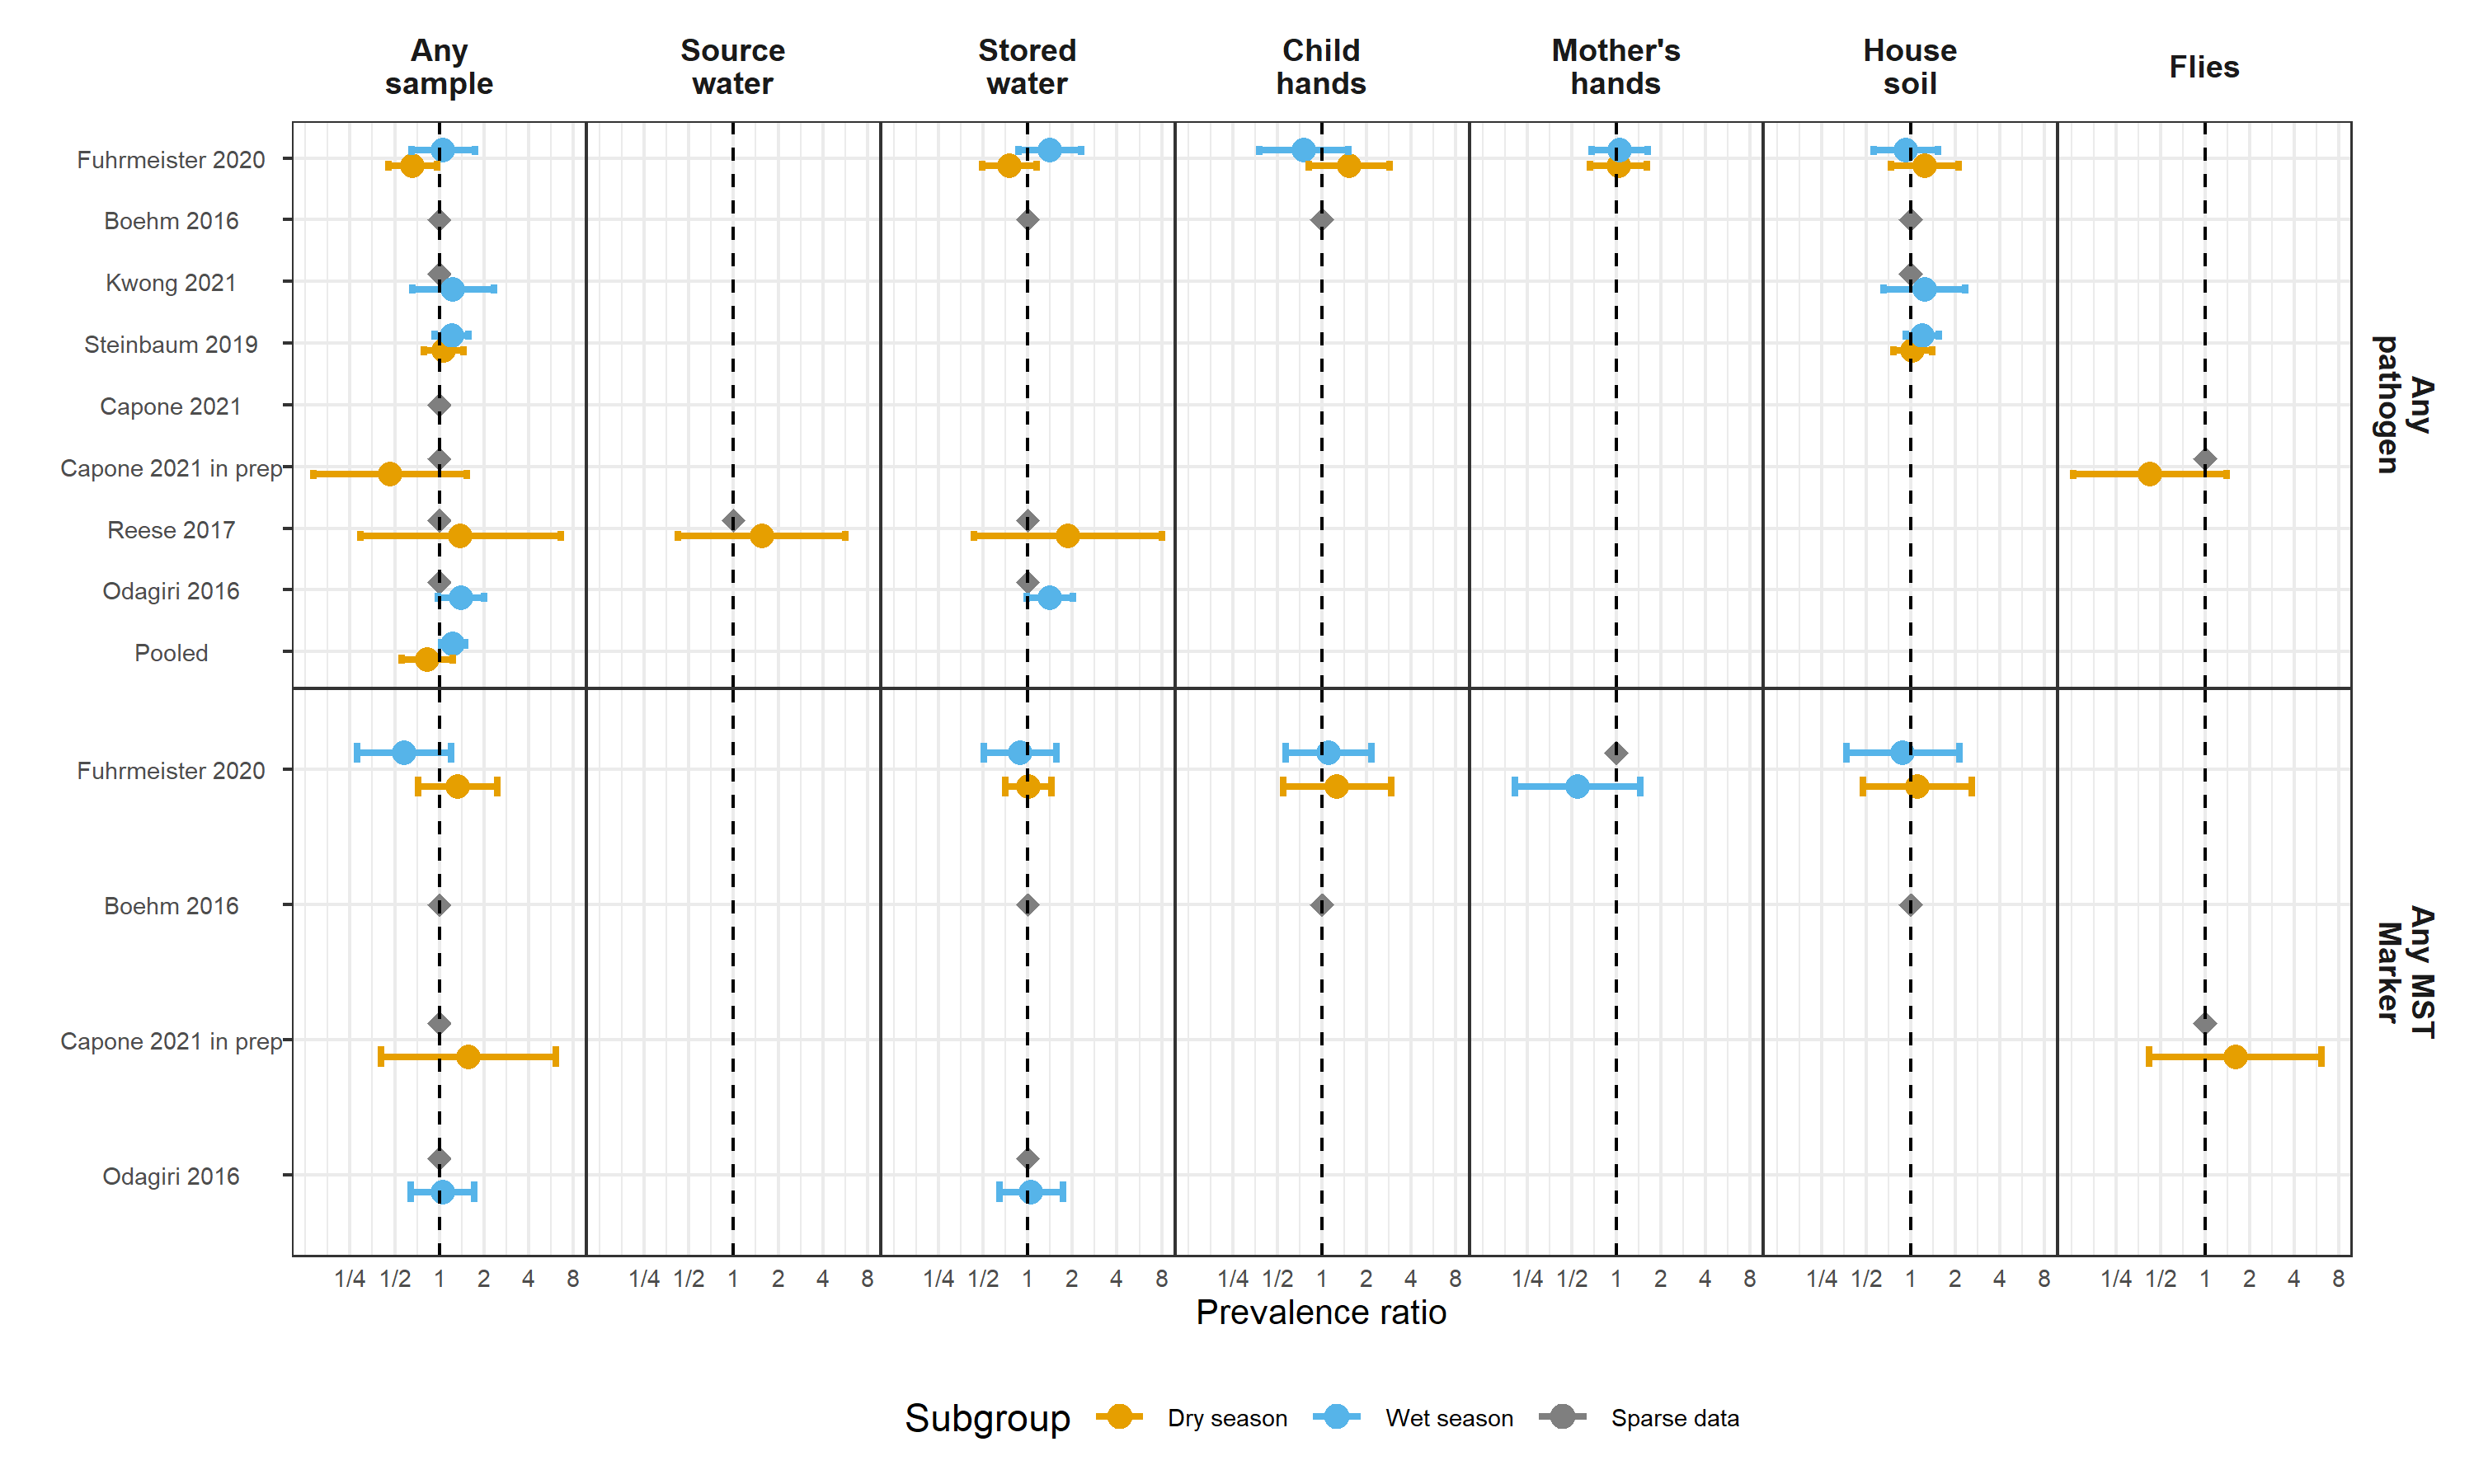 Any
sample
Source
water
Stored
water
Child
hands
Mother's
hands
House
soil
Flies
Fuhrmeister 2020
Boehm 2016
Kwong 2021
Steinbaum 2019
Capone 2021
Capone 2021 in prep
Reese 2017
Odagiri 2016
Pooled
Any
pathogen
Fuhrmeister 2020
Boehm 2016
Capone 2021 in prep
Odagiri 2016
Any MST
Marker
1/4 1/2 1 2 4 8 1/4 1/2 1 2 4 8 1/4 1/2 1 2 4 8 1/4 1/2 1 2 4 8 1/4 1/2 1 2 4 8 1/4 1/2 1 2 4 8 1/4 1/2 1 2 4 8
Prevalence ratio
Subgroup Dry season Wet season Sparse data